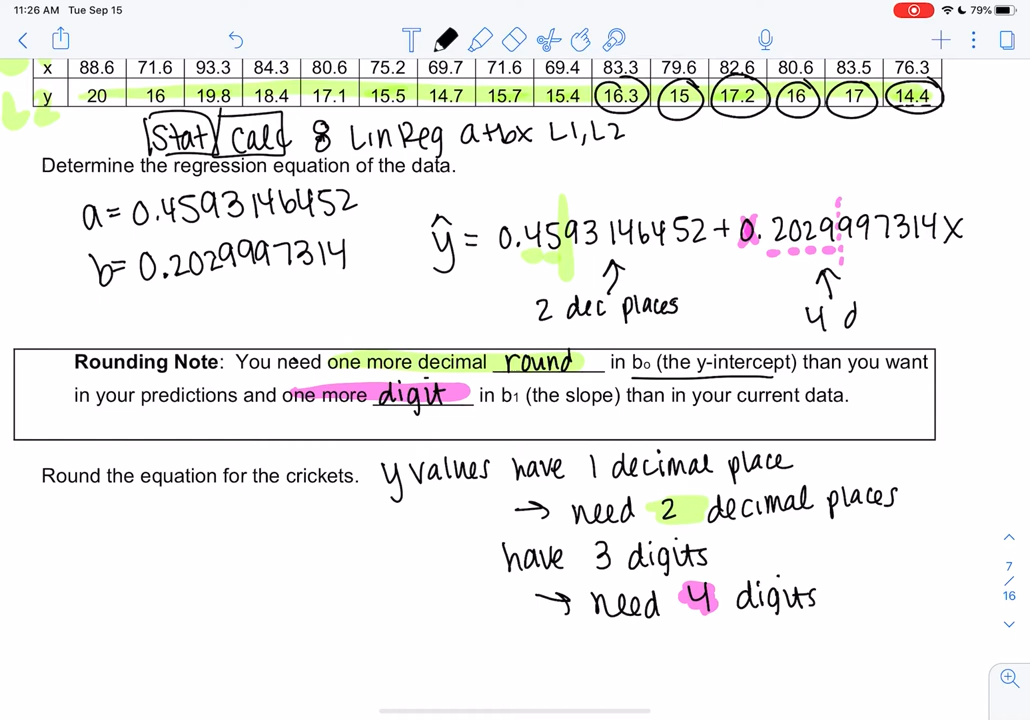 11:26 AM Tue Sep 15 79%
T
x 88.6 71.6 93.3 84.3 80.6 75.2 69.7 71.6 69.4 83.3 79.6 82.6 80.6 83.5 76.3
y 20 16 19.8 18.4 17.1 15.5 14.7 15.7 15.4 16.3 15 17.2 16 17 14.4
Stat Calc 8 LinReg a+bx L1, L2
Determine the regression equation of the data.
a = 0.4593146452
b = 0.2029997314
ŷ = 0.4593146452 + 0.2029997314x
2 dec places
4 d
Rounding Note: You need one more decimal round in b₀ (the y-intercept) than you want
in your predictions and one more digit in b₁ (the slope) than in your current data.
Round the equation for the crickets. y values have 1 decimal place
→ need 2 decimal places
have 3 digits
→ need 4 digits
7
/
16